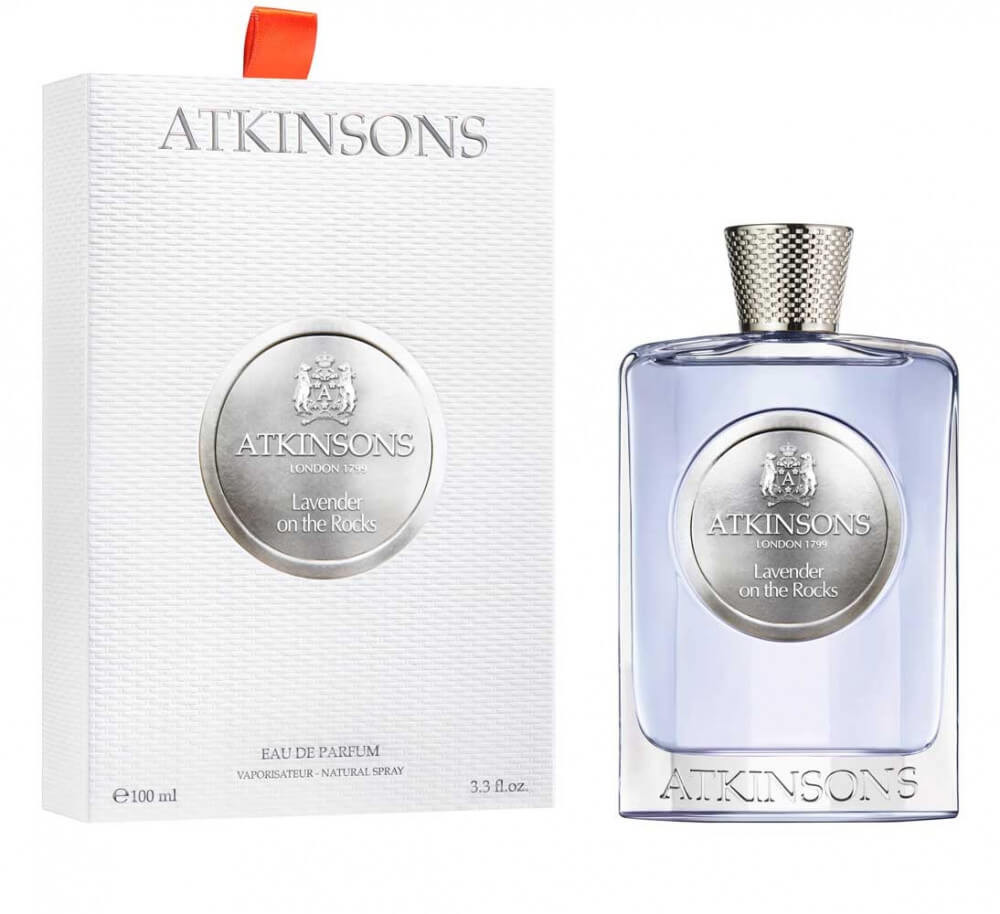 ATKINSONS
A
ATKINSONS
LONDON 1799
Lavender
on the Rocks
EAU DE PARFUM
VAPORISATEUR - NATURAL SPRAY
℮100 ml
3.3 fl.oz.
A
ATKINSONS
LONDON 1799
Lavender
on the Rocks
ATKINSONS